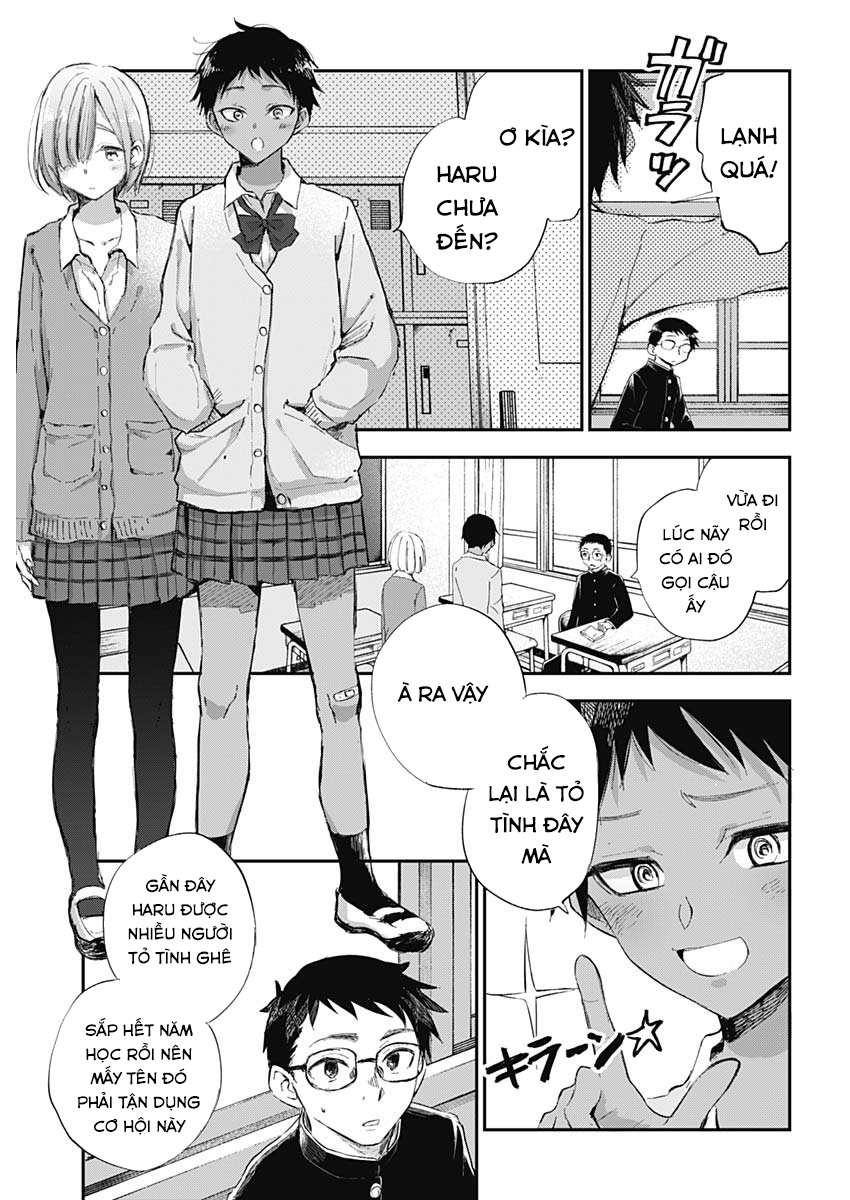 ガラッ
LẠNH
QUÁ!
Ơ KÌA?
HARU
CHƯA
ĐẾN?
VỪA ĐI
RỒI
LÚC NÃY
CÓ AI ĐÓ
GỌI CẬU
ẤY
À RA VẬY
CHẮC
LẠI LÀ TỎ
TÌNH ĐÂY
MÀ
キラーン☆
GẦN ĐÂY
HARU ĐƯỢC
NHIỀU NGƯỜI
TỎ TÌNH GHÊ
SẮP HẾT NĂM
HỌC RỒI NÊN
MẤY TÊN ĐÓ
PHẢI TẬN DỤNG
CƠ HỘI NÀY